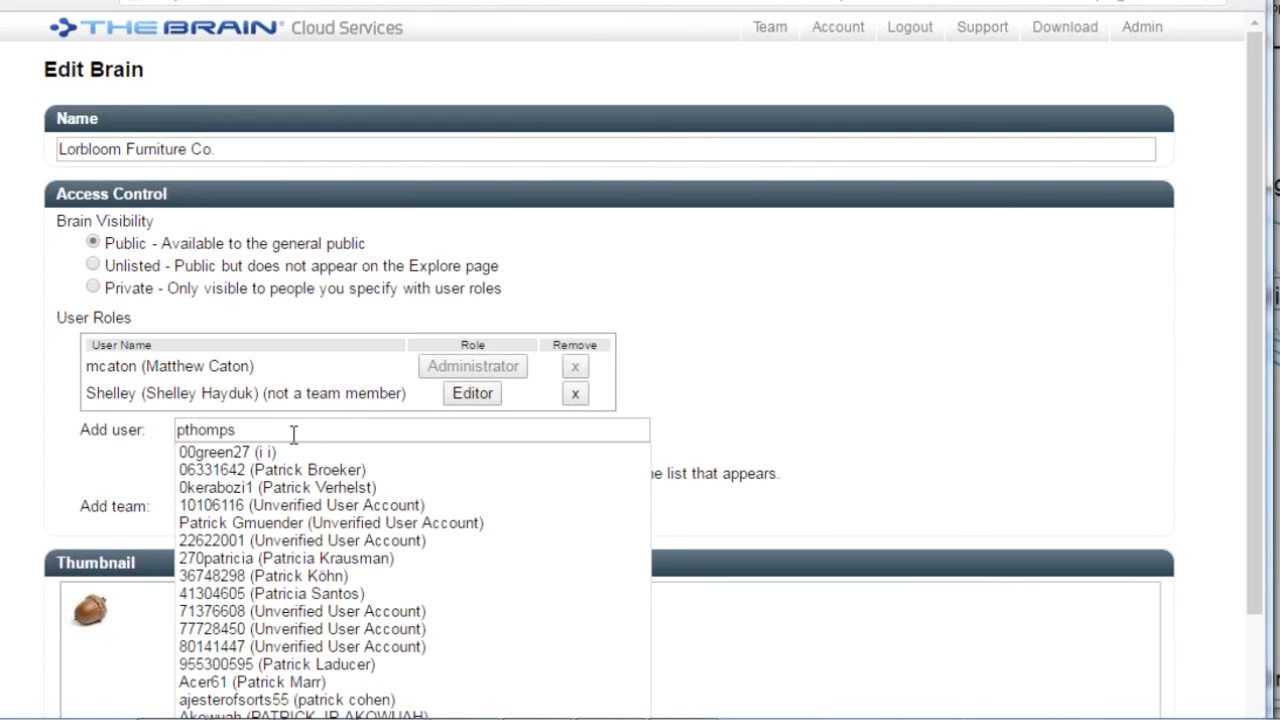 THE BRAIN Cloud Services
Team Account Logout Support Download Admin
Edit Brain
Name
Lorbloom Furniture Co.
Access Control
Brain Visibility
Public - Available to the general public
Unlisted - Public but does not appear on the Explore page
Private - Only visible to people you specify with user roles
User Roles
User Name Role Remove
mcaton (Matthew Caton) Administrator x
Shelley (Shelley Hayduk) (not a team member) Editor x
Add user: pthomps
00green27 (i i)
06331642 (Patrick Broeker)
the list that appears.
0kerabozi1 (Patrick Verhelst)
10106116 (Unverified User Account)
Add team:
Patrick Gmuender (Unverified User Account)
22622001 (Unverified User Account)
270patricia (Patricia Krausman)
Thumbnail
36748298 (Patrick Köhn)
41304605 (Patricia Santos)
71376608 (Unverified User Account)
77728450 (Unverified User Account)
80141447 (Unverified User Account)
955300595 (Patrick Laducer)
Acer61 (Patrick Marr)
ajesterofsorts55 (patrick cohen)
Akowuah (PATRICK JR AKOWUAH)